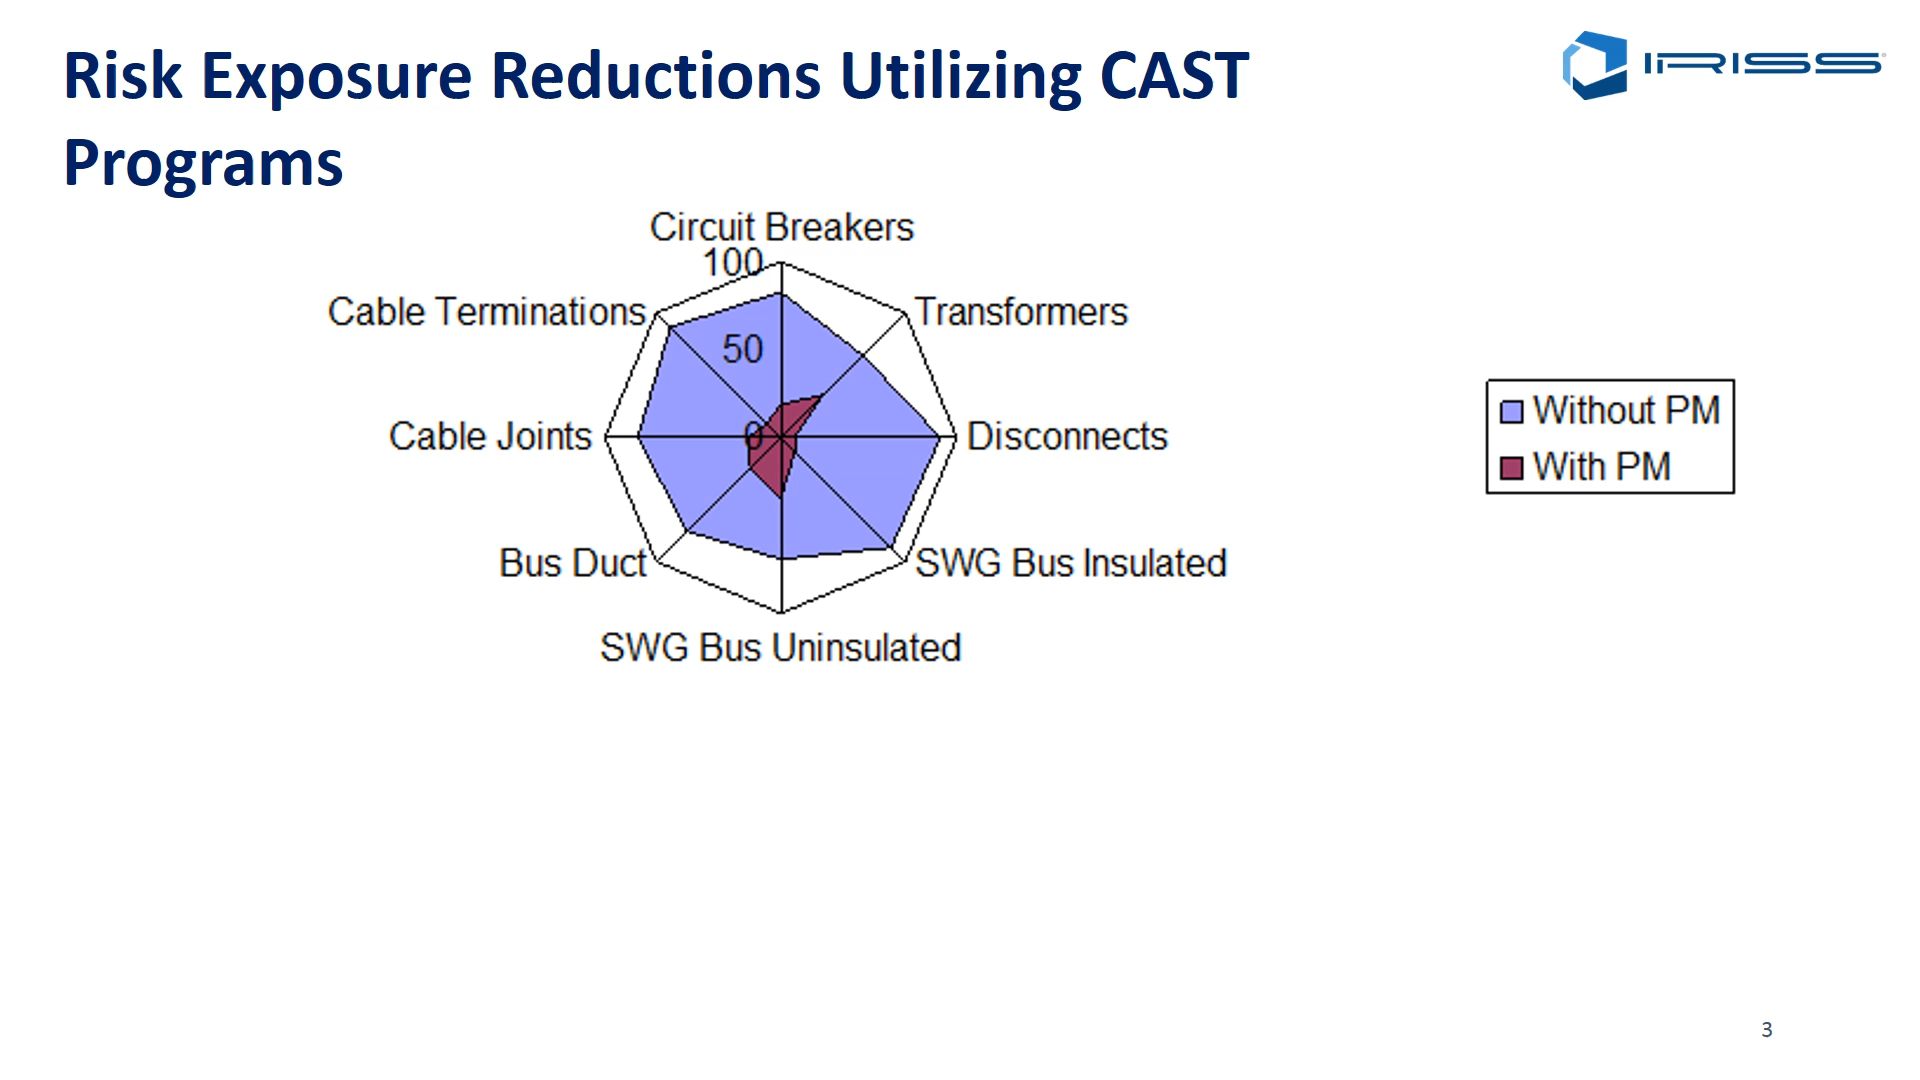 Risk Exposure Reductions Utilizing CAST
Programs
IRISS
Circuit Breakers
100
Cable Terminations
Transformers
50
Cable Joints
0
Disconnects
Without PM
With PM
Bus Duct
SWG Bus Insulated
SWG Bus Uninsulated
3